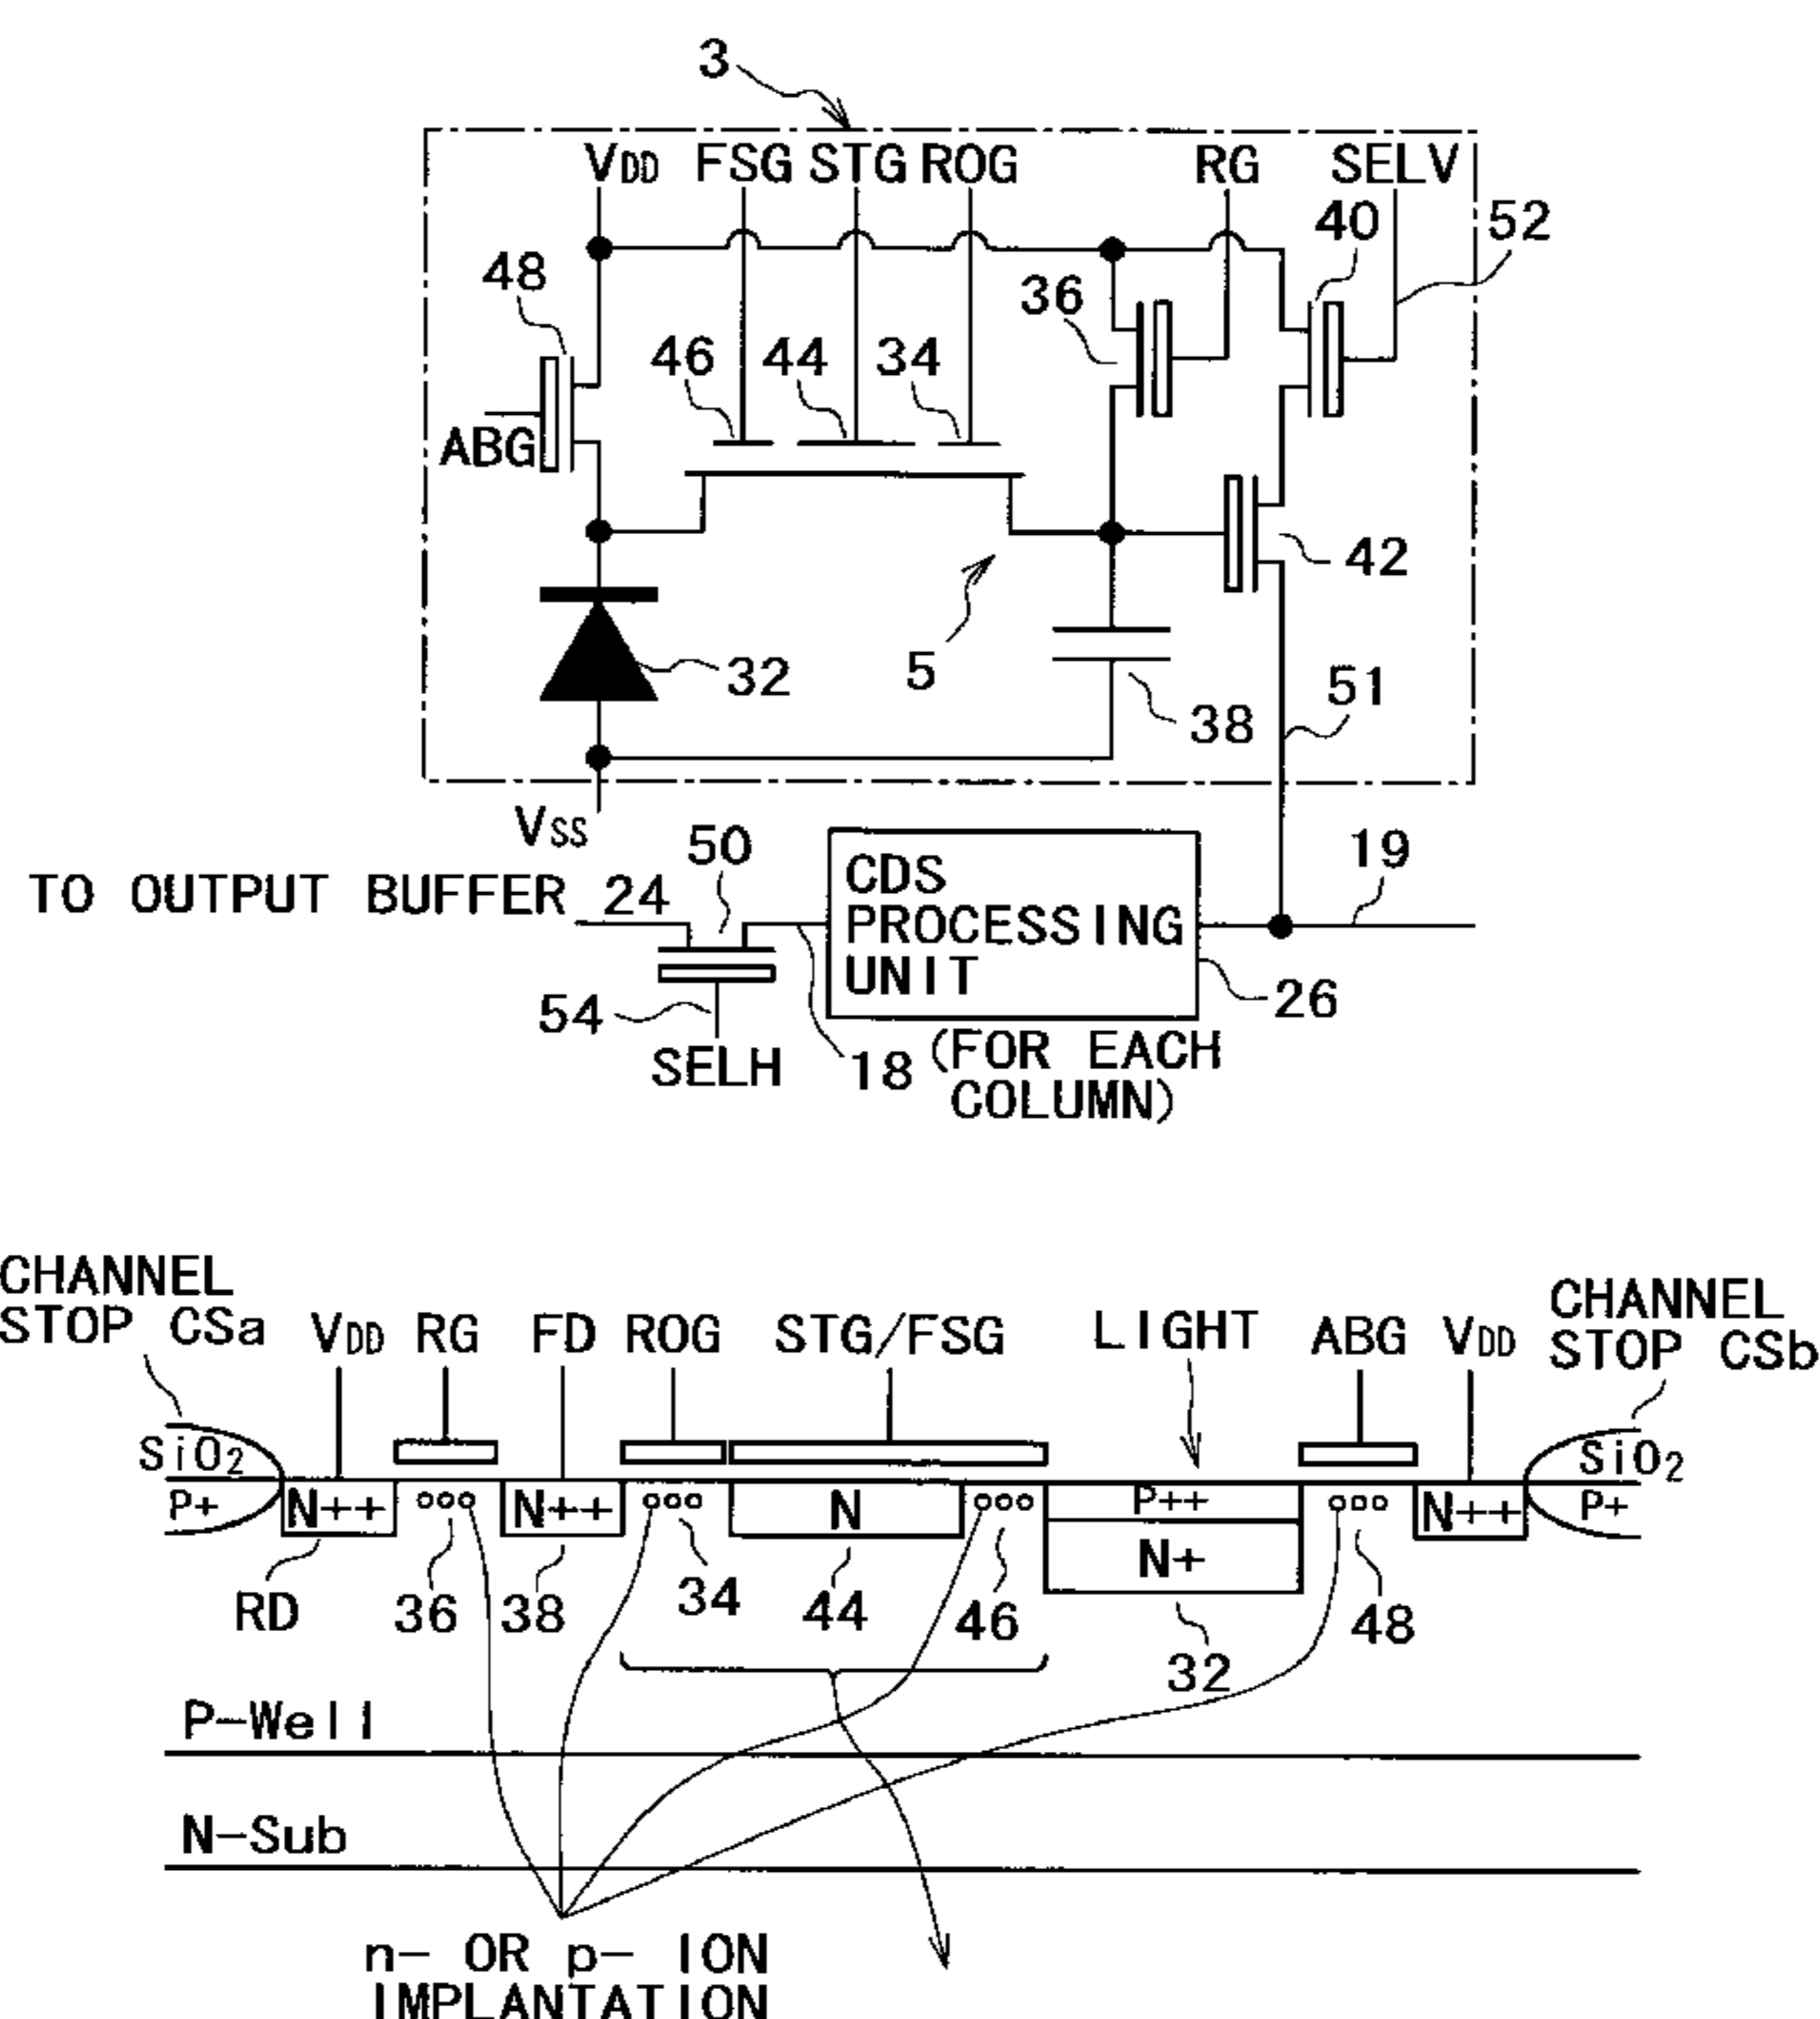 3
VDD FSG STG ROG RG SELV
40 52
48 36
46 44 34
ABG
42
32 5 38 51
VSS
50 19
TO OUTPUT BUFFER 24
CDS
PROCESSING
UNIT
54 26
SELH 18 (FOR EACH
COLUMN)
CHANNEL
STOP CSa
VDD RG FD ROG STG/FSG LIGHT ABG VDD
CHANNEL
STOP CSb
SiO2 SiO2
P+ N++ N++ N P++ N++ P+
N+
RD 36 38 34 44 46 48
32
P-Well
N-Sub
n- OR p- ION
IMPLANTATION